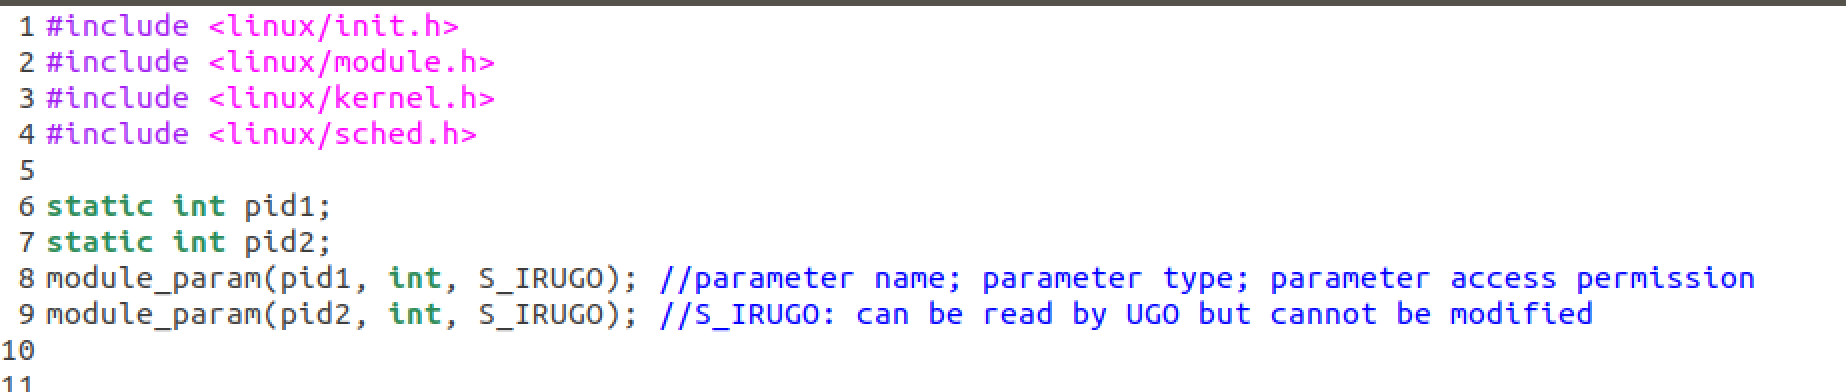 1 #include <linux/init.h>
2 #include <linux/module.h>
3 #include <linux/kernel.h>
4 #include <linux/sched.h>
5
6 static int pid1;
7 static int pid2;
8 module_param(pid1, int, S_IRUGO); //parameter name; parameter type; parameter access permission
9 module_param(pid2, int, S_IRUGO); //S_IRUGO: can be read by UGO but cannot be modified
10
11